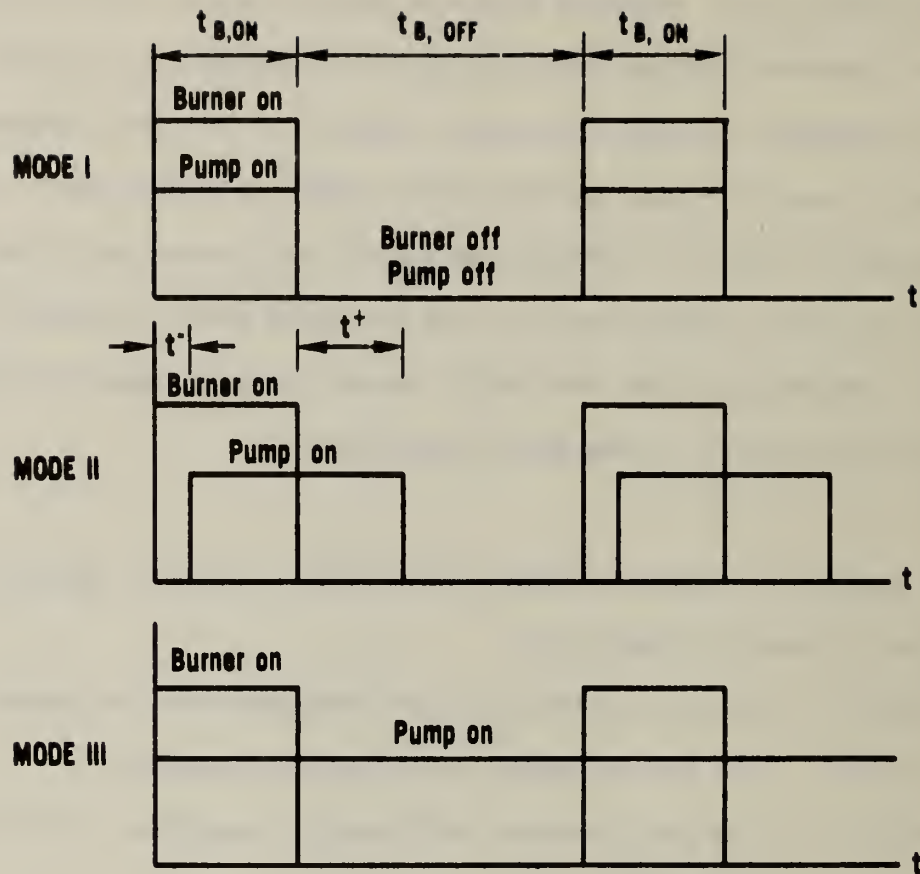 t B,ON
t B, OFF
t B, ON
Burner on
MODE I
Pump on
Burner off
Pump off
t
t-
t+
Burner on
MODE II
Pump on
t
Burner on
MODE III
Pump on
t